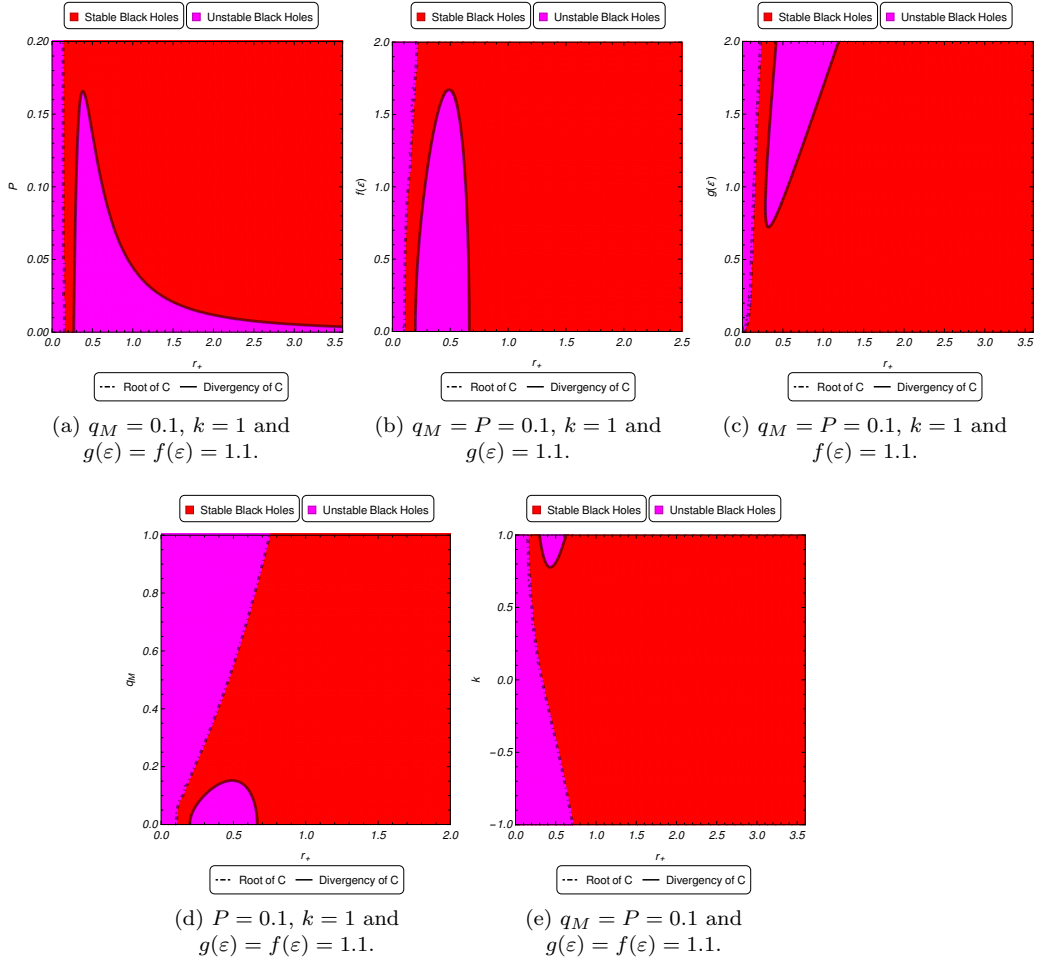 Stable Black Holes Unstable Black Holes
Stable Black Holes Unstable Black Holes
Stable Black Holes Unstable Black Holes
0.20
0.15
0.10
0.05
0.00
P
0.0 0.5 1.0 1.5 2.0 2.5 3.0 3.5
r+
Root of C Divergency of C
2.0
1.5
1.0
0.5
0.0
f(ε)
0.0 0.5 1.0 1.5 2.0 2.5
r+
Root of C Divergency of C
2.0
1.5
1.0
0.5
0.0
g(ε)
0.0 0.5 1.0 1.5 2.0 2.5 3.0 3.5
r+
Root of C Divergency of C
(a) qM = 0.1, k = 1 and
g(ε) = f(ε) = 1.1.
(b) qM = P = 0.1, k = 1 and
g(ε) = 1.1.
(c) qM = P = 0.1, k = 1 and
f(ε) = 1.1.
Stable Black Holes Unstable Black Holes
Stable Black Holes Unstable Black Holes
1.0
0.8
0.6
0.4
0.2
0.0
qM
0.0 0.5 1.0 1.5 2.0
r+
Root of C Divergency of C
1.0
0.5
0.0
−0.5
−1.0
k
0.0 0.5 1.0 1.5 2.0 2.5 3.0 3.5
r+
Root of C Divergency of C
(d) P = 0.1, k = 1 and
g(ε) = f(ε) = 1.1.
(e) qM = P = 0.1 and
g(ε) = f(ε) = 1.1.